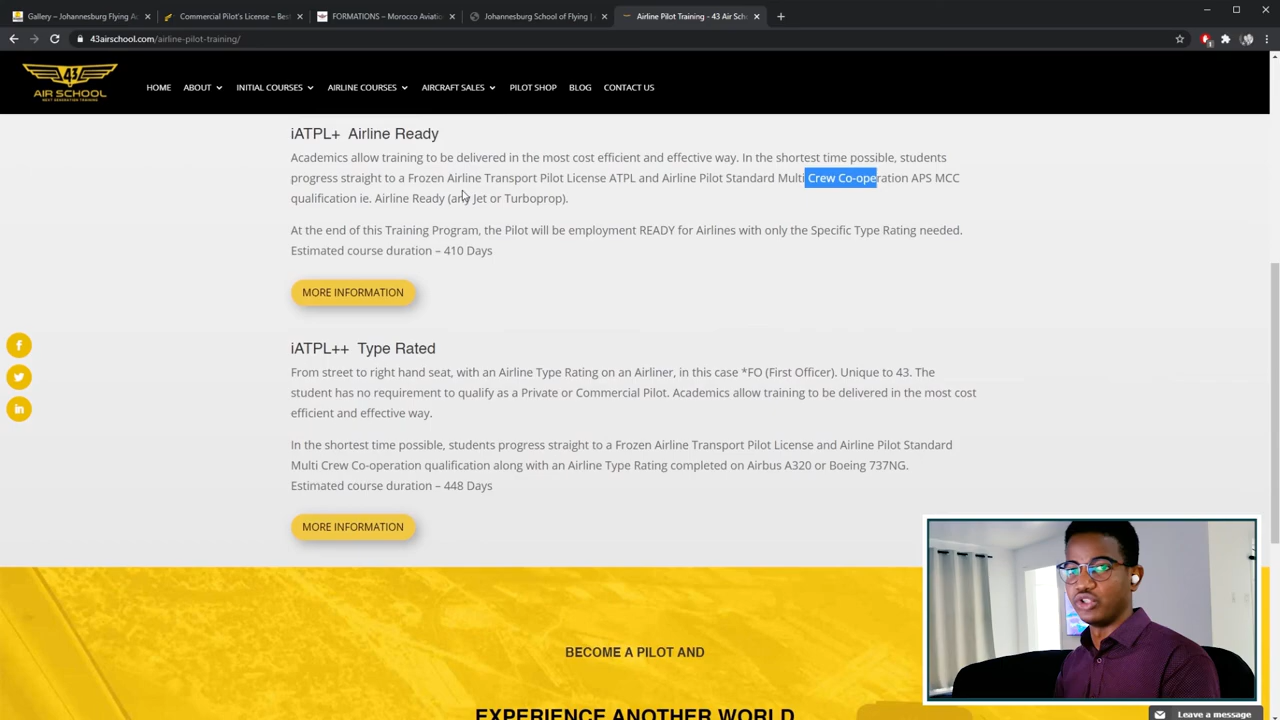 Gallery – Johannesburg Flying Ac
Commercial Pilot's License – Best
FORMATIONS – Morocco Aviatio
Johannesburg School of Flying |
Airline Pilot Training - 43 Air Sch
43airschool.com/airline-pilot-training/
43
AIR SCHOOL
NEXT GENERATION TRAINING
HOME
ABOUT
INITIAL COURSES
AIRLINE COURSES
AIRCRAFT SALES
PILOT SHOP
BLOG
CONTACT US
iATPL+ Airline Ready
Academics allow training to be delivered in the most cost efficient and effective way. In the shortest time possible, students
progress straight to a Frozen Airline Transport Pilot License ATPL and Airline Pilot Standard Multi Crew Co-operation APS MCC
qualification ie. Airline Ready (any Jet or Turboprop).
At the end of this Training Program, the Pilot will be employment READY for Airlines with only the Specific Type Rating needed.
Estimated course duration – 410 Days
MORE INFORMATION
iATPL++ Type Rated
From street to right hand seat, with an Airline Type Rating on an Airliner, in this case *FO (First Officer). Unique to 43. The
student has no requirement to qualify as a Private or Commercial Pilot. Academics allow training to be delivered in the most cost
efficient and effective way.
In the shortest time possible, students progress straight to a Frozen Airline Transport Pilot License and Airline Pilot Standard
Multi Crew Co-operation qualification along with an Airline Type Rating completed on Airbus A320 or Boeing 737NG.
Estimated course duration – 448 Days
MORE INFORMATION
BECOME A PILOT AND
EXPERIENCE ANOTHER WORLD
Leave a message